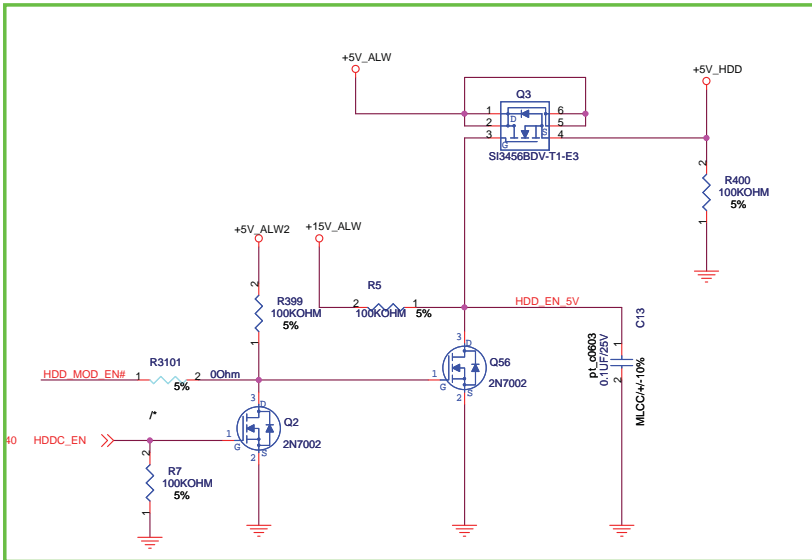 +5V_ALW
+5V_HDD
Q3
1 6
2 5
3 4
D
S
G
SI3456BDV-T1-E3
2
R400
100KOHM
5%
1
+5V_ALW2
+15V_ALW
2
R399
100KOHM
5%
1
R5
2 1
100KOHM 5%
HDD_EN_5V
C13
1
pt_c0603
0.1UF/25V
2
MLCC/+/-10%
R3101
HDD_MOD_EN# 1 2 0Ohm
5%
3
D
Q56
1
G
2N7002
2
S
/*
3
D
Q2
1
G
2N7002
2
S
40 HDDC_EN
2
R7
100KOHM
5%
1